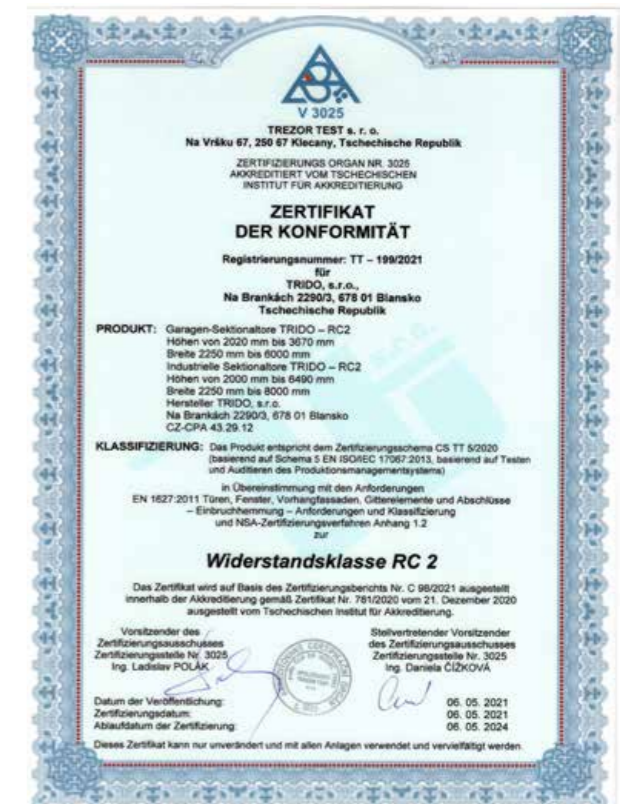 V 3025
TREZOR TEST s. r. o.
Na Vršku 67, 250 67 Klecany, Tschechische Republik
ZERTIFIZIERUNGS ORGAN NR. 3025
AKKREDITIERT VOM TSCHECHISCHEN
INSTITUT FÜR AKKREDITIERUNG
ZERTIFIKAT
DER KONFORMITÄT
Registrierungsnummer: TT – 199/2021
für
TRIDO, s.r.o.,
Na Brankách 2290/3, 678 01 Blansko
Tschechische Republik
PRODUKT: Garagen-Sektionaltore TRIDO – RC2
Höhen von 2020 mm bis 3670 mm
Breite 2250 mm bis 6000 mm
Industrielle Sektionaltore TRIDO – RC2
Höhen von 2000 mm bis 6490 mm
Breite 2250 mm bis 8000 mm
Hersteller TRIDO, s.r.o.
Na Brankách 2290/3, 678 01 Blansko
CZ-CPA 43.29.12
KLASSIFIZIERUNG: Das Produkt entspricht dem Zertifizierungsschema CS TT 5/2020
(basierend auf Schema 5 EN ISO/IEC 17067:2013, basierend auf Testen
und Auditieren des Produktionsmanagementsystems)
in Übereinstimmung mit den Anforderungen
EN 1627:2011 Türen, Fenster, Vorhangfassaden, Gitterelemente und Abschlüsse
– Einbruchhemmung – Anforderungen und Klassifizierung
und NSA-Zertifizierungsverfahren Anhang 1.2
zur
Widerstandsklasse RC 2
Das Zertifikat wird auf Basis des Zertifizierungsberichts Nr. C 98/2021 ausgestellt
innerhalb der Akkreditierung gemäß Zertifikat Nr. 781/2020 vom 21. Dezember 2020
ausgestellt vom Tschechischen Institut für Akkreditierung.
Vorsitzender des
Zertifizierungsausschusses
Zertifizierungsstelle Nr. 3025
Ing. Ladislav POLÁK
Stellvertretender Vorsitzender
des Zertifizierungsausschusses
Zertifizierungsstelle Nr. 3025
Ing. Daniela ČÍŽKOVÁ
Datum der Veröffentlichung: 06. 05. 2021
Zertifizierungsdatum: 06. 05. 2021
Ablaufdatum der Zertifizierung: 06. 05. 2024
Dieses Zertifikat kann nur unverändert und mit allen Anlagen verwendet und vervielfältigt werden.